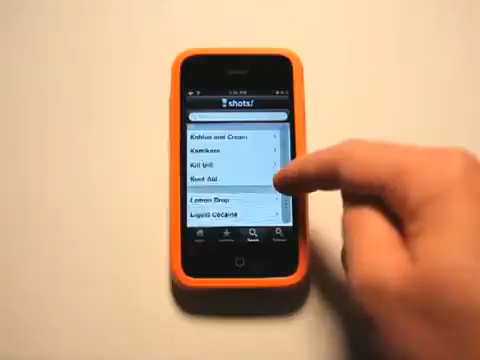 shots!
Kahlua and Cream
Kamikaze
Kill Bill
Kool Aid
Lemon Drop
Liquid Cocaine
Search